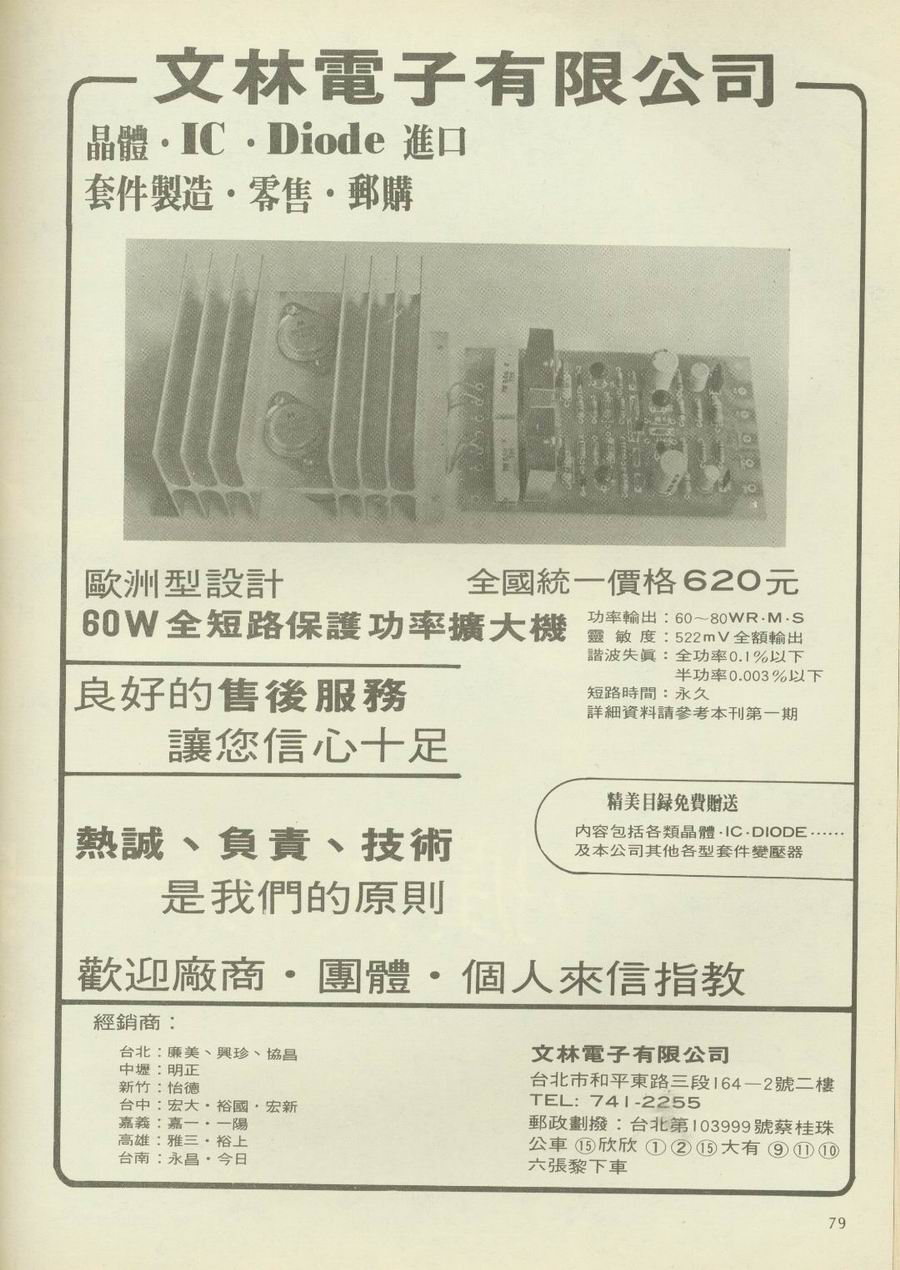 文林電子有限公司
晶體・IC・Diode 進口
套件製造・零售・郵購
歐洲型設計
全國統一價格620元
60W全短路保護功率擴大機
功率輸出：60～80WR·M·S
靈敏度：522mV全額輸出
諧波失眞：全功率0.1％以下
半功率0.003％以下
短路時間：永久
詳細資料請參考本刊第一期
良好的售後服務
讓您信心十足
精美目録免費贈送
內容包括各類晶體·IC·DIODE……
及本公司其他各型套件變壓器
熱誠、負責、技術
是我們的原則
歡迎廠商・團體・個人來信指教
經銷商：
台北：廉美、興珍、協昌
中壢：明正
新竹：怡德
台中：宏大・裕國・宏新
嘉義：嘉一・一陽
高雄：雅三・裕上
台南：永昌・今日
文林電子有限公司
台北市和平東路三段164—2號二樓
TEL: 741-2255
郵政劃撥：台北第103999號蔡桂珠
公車 ⑮欣欣 ①②⑮大有 ⑨⑪⑩
六張黎下車
79